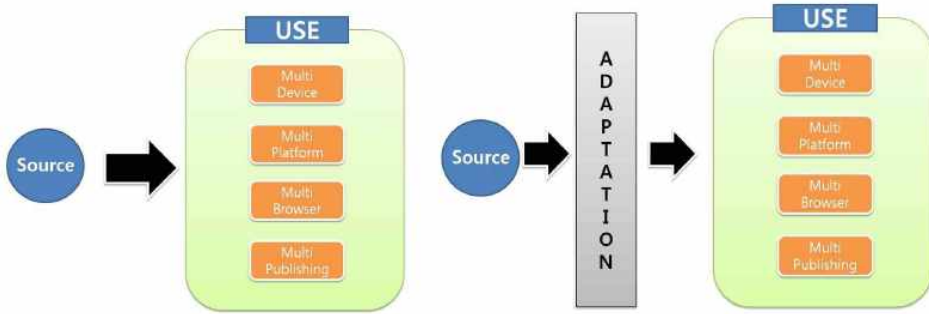 USE
Multi
Device
Multi
Platform
Multi
Browser
Multi
Publishing
Source
Source
ADAPTATION
USE
Multi
Device
Multi
Platform
Multi
Browser
Multi
Publishing